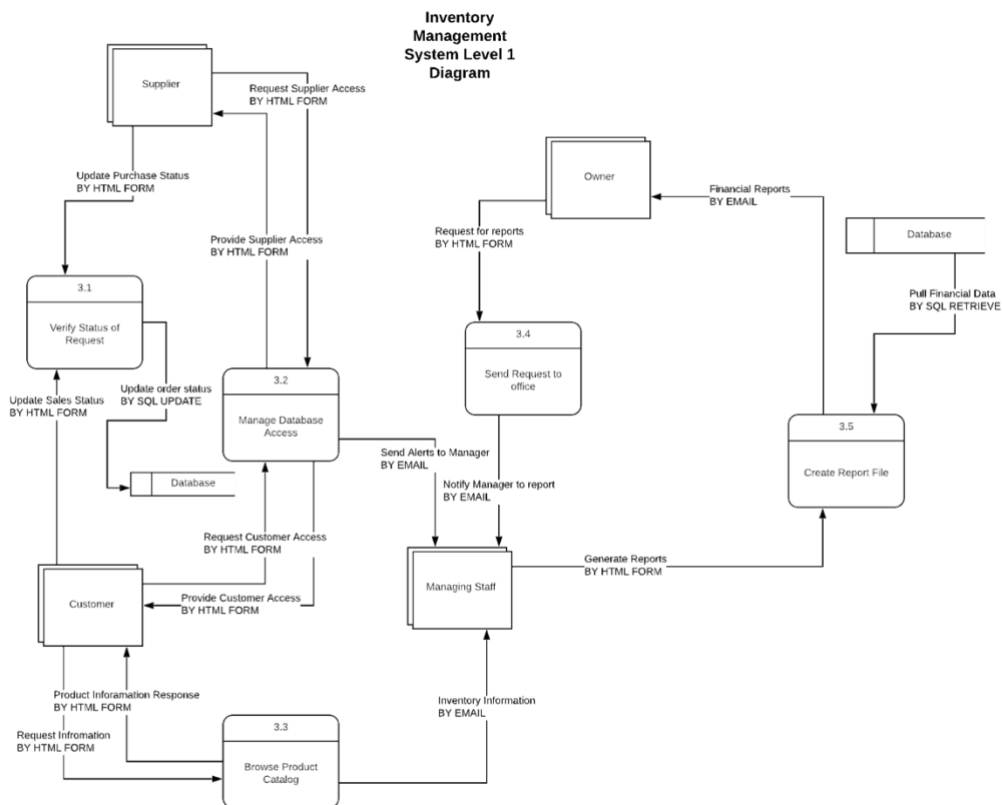 Inventory
Management
System Level 1
Diagram
Supplier
Request Supplier Access
BY HTML FORM
Update Purchase Status
BY HTML FORM
Provide Supplier Access
BY HTML FORM
Owner
Financial Reports
BY EMAIL
Request for reports
BY HTML FORM
Database
Pull Financial Data
BY SQL RETRIEVE
3.1
Verify Status of
Request
3.4
Send Request to
office
3.2
Manage Database
Access
Update order status
BY SQL UPDATE
Update Sales Status
BY HTML FORM
3.5
Create Report File
Send Alerts to Manager
BY EMAIL
Database
Notify Manager to report
BY EMAIL
Request Customer Access
BY HTML FORM
Generate Reports
BY HTML FORM
Managing Staff
Customer
Provide Customer Access
BY HTML FORM
Product Inforamation Response
BY HTML FORM
Inventory Information
BY EMAIL
Request Infromation
BY HTML FORM
3.3
Browse Product
Catalog